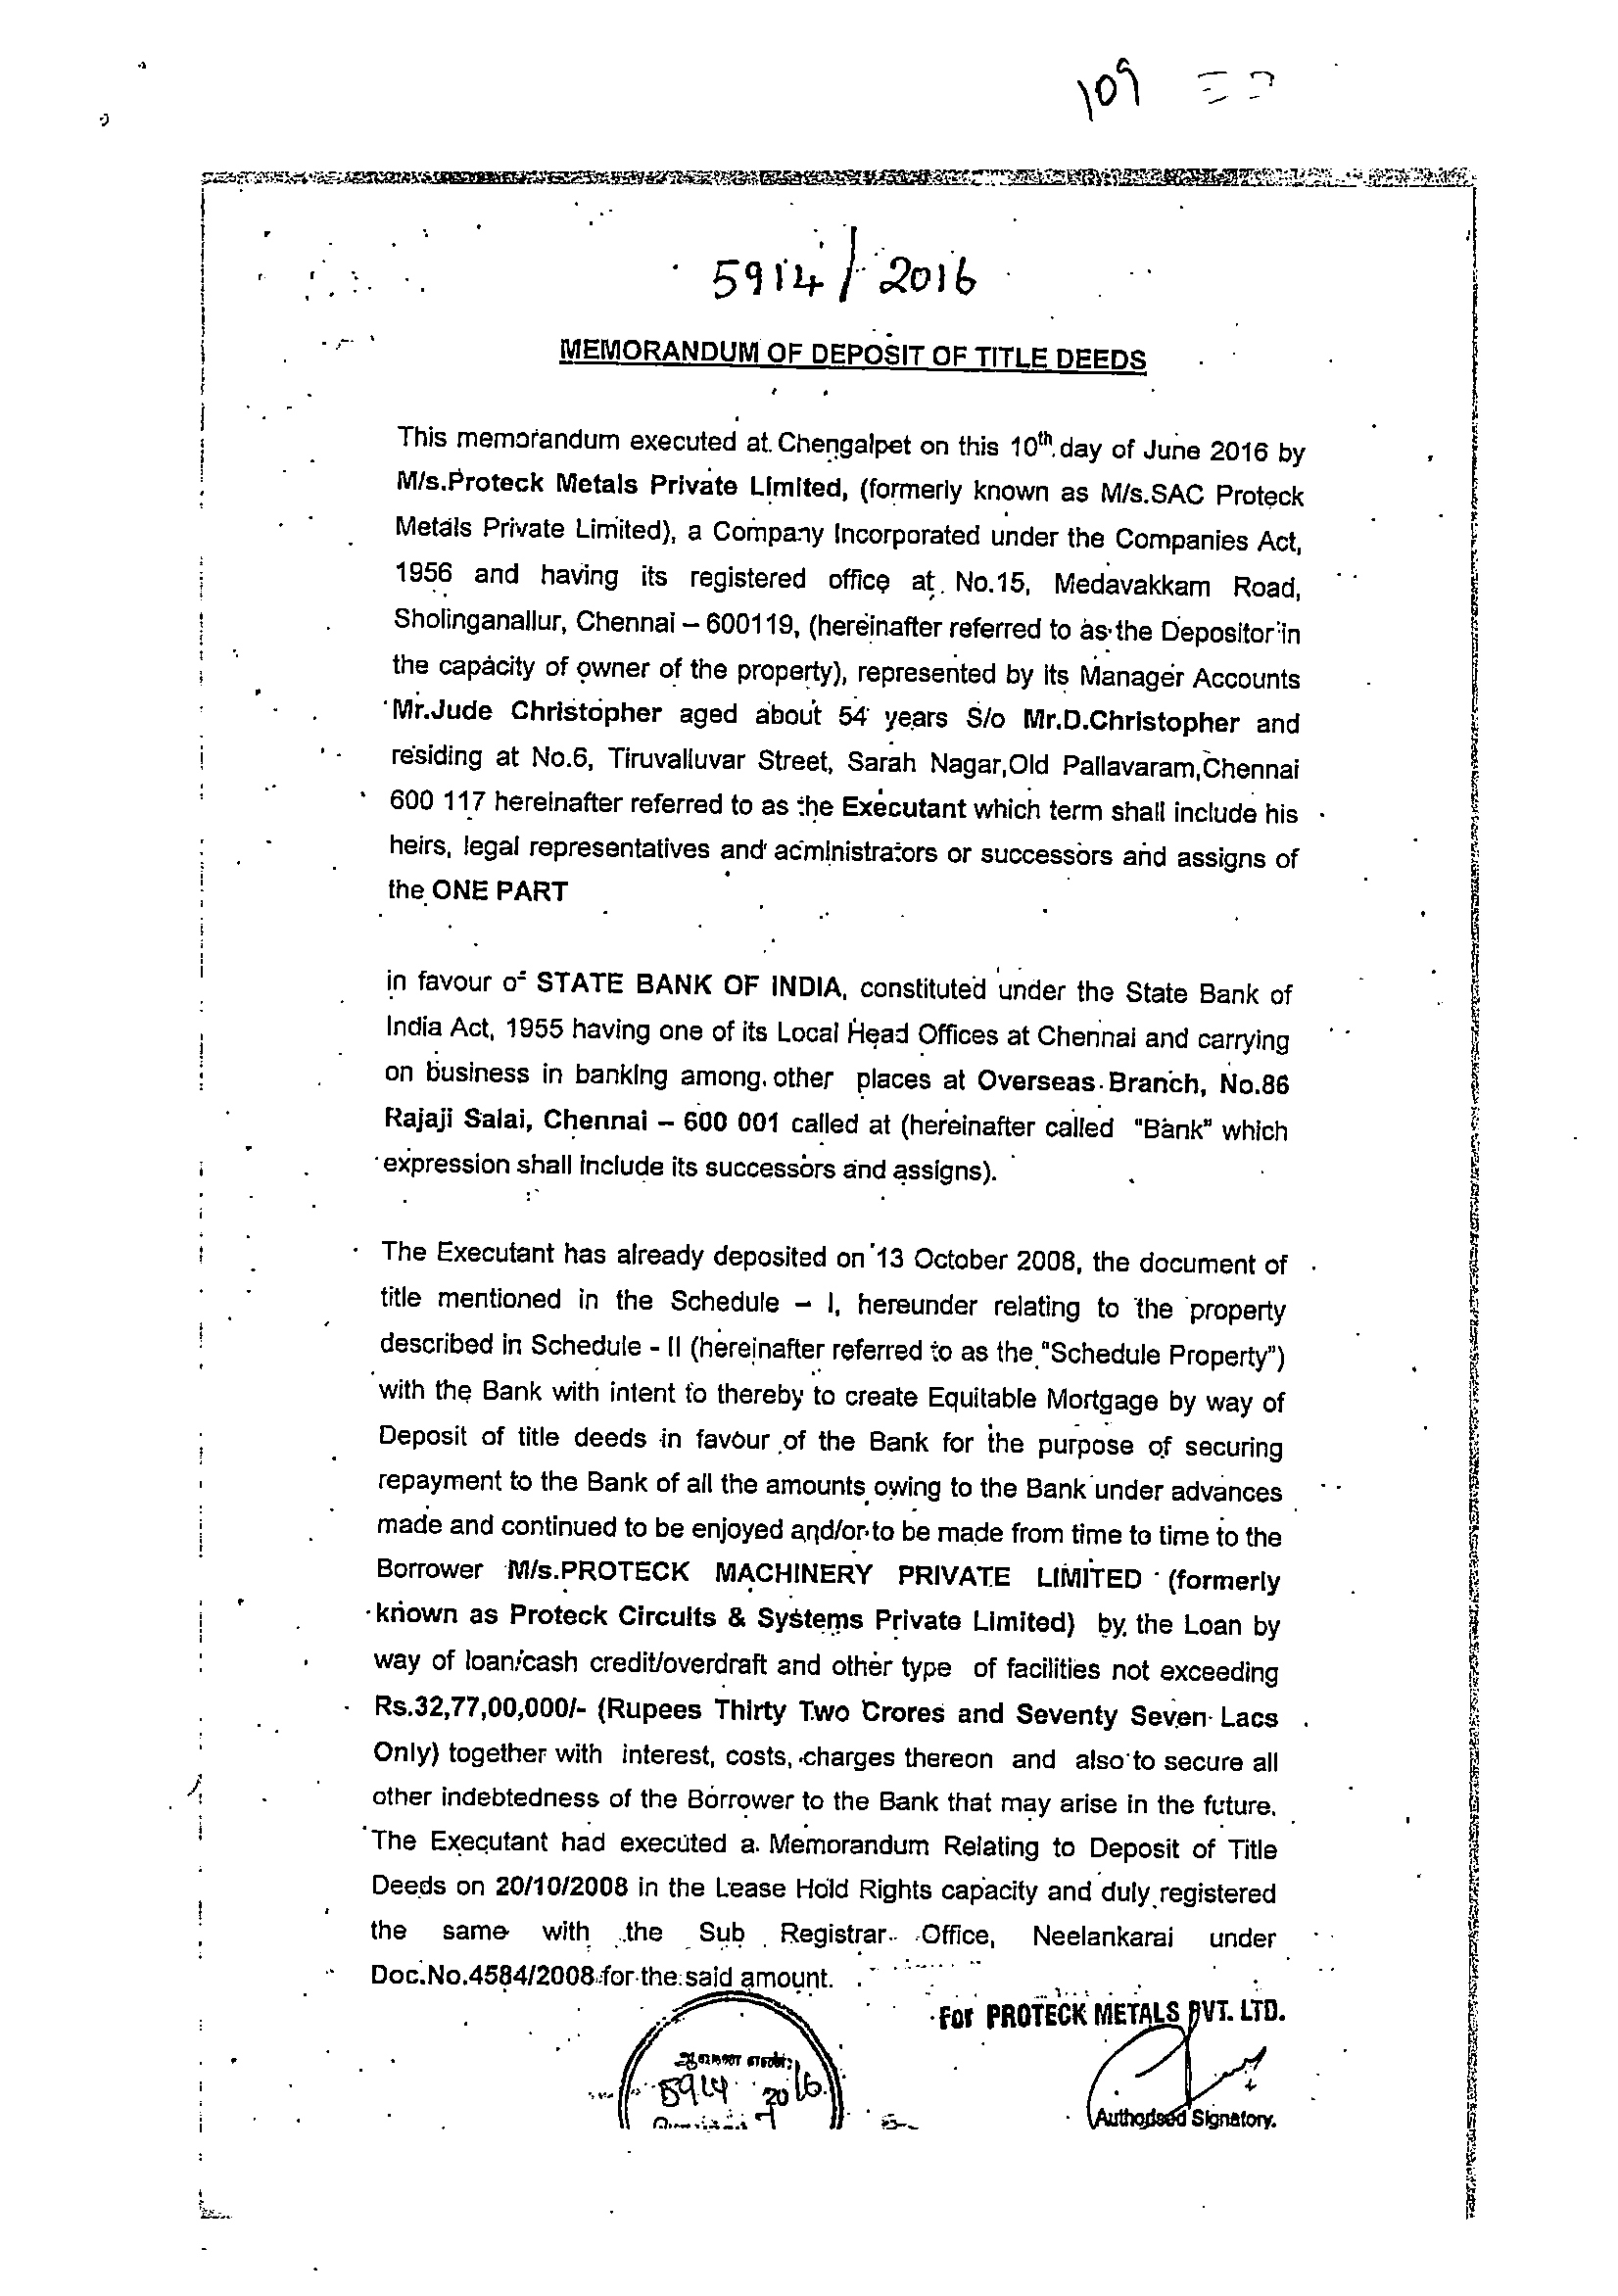 109
5914/2016
MEMORANDUM OF DEPOSIT OF TITLE DEEDS
This memorandum executed at Chengalpet on this 10th day of June 2016 by
M/s.Proteck Metals Private Limited, (formerly known as M/s.SAC Proteck
Metals Private Limited), a Company Incorporated under the Companies Act,
1956 and having its registered office at No.15, Medavakkam Road,
Sholinganallur, Chennai – 600119, (hereinafter referred to as the Depositor in
the capacity of owner of the property), represented by its Manager Accounts
Mr.Jude Christopher aged about 54 years S/o Mr.D.Christopher and
residing at No.6, Tiruvalluvar Street, Sarah Nagar,Old Pallavaram,Chennai
600 117 hereinafter referred to as the Executant which term shall include his
heirs, legal representatives and administrators or successors and assigns of
the ONE PART
in favour of STATE BANK OF INDIA, constituted under the State Bank of
India Act, 1955 having one of its Local Head Offices at Chennai and carrying
on business in banking among other places at Overseas Branch, No.86
Rajaji Salai, Chennai – 600 001 called at (hereinafter called "Bank" which
expression shall include its successors and assigns).
The Executant has already deposited on 13 October 2008, the document of
title mentioned in the Schedule – I, hereunder relating to the property
described in Schedule - II (hereinafter referred to as the "Schedule Property")
with the Bank with intent to thereby to create Equitable Mortgage by way of
Deposit of title deeds in favour of the Bank for the purpose of securing
repayment to the Bank of all the amounts owing to the Bank under advances
made and continued to be enjoyed and/or to be made from time to time to the
Borrower M/s.PROTECK MACHINERY PRIVATE LIMITED (formerly
known as Proteck Circuits & Systems Private Limited) by the Loan by
way of loan/cash credit/overdraft and other type of facilities not exceeding
Rs.32,77,00,000/- (Rupees Thirty Two Crores and Seventy Seven Lacs
Only) together with interest, costs, charges thereon and also to secure all
other indebtedness of the Borrower to the Bank that may arise in the future.
The Executant had executed a Memorandum Relating to Deposit of Title
Deeds on 20/10/2008 in the Lease Hold Rights capacity and duly registered
the same with the Sub Registrar Office, Neelankarai under
Doc.No.4584/2008 for the said amount.
For PROTECK METALS PVT. LTD.
ஆவண எண்:
5914 2016
Authorised Signatory.